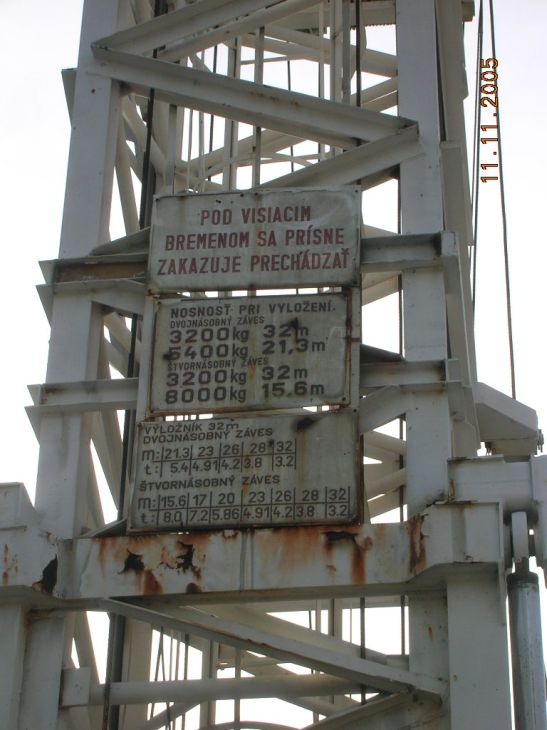 11.11.2005
POD VISIACIM
BREMENOM SA PRÍSNE
ZAKAZUJE PRECHÁDZAŤ
NOSNOSŤ PRI VYLOŽENÍ.
DVOJNÁSOBNÝ ZÁVES
3200kg 32m
5400kg 21,3m
ŠTVORNÁSOBNÝ ZÁVES
3200kg 32m
8000kg 15.6m
VÝLOŽNÍK 32m
DVOJNÁSOBNÝ ZÁVES
m: 21.3 23 26 28 32
t: 5.4 4.91 4.2 3.8 3.2
ŠTVORNÁSOBNÝ ZÁVES
m: 15.6 17 20 23 26 28 32
t: 8.0 7.2 5.86 4.91 4.2 3.8 3.2